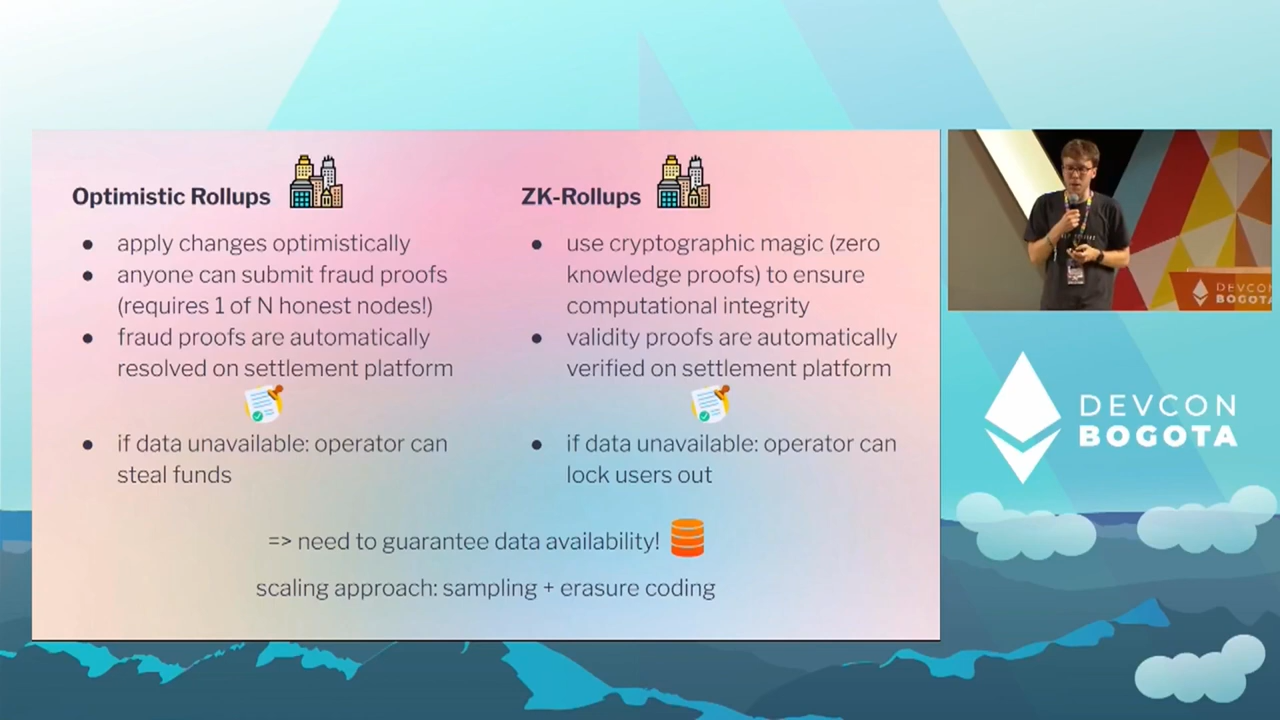 Optimistic Rollups
apply changes optimistically
anyone can submit fraud proofs
(requires 1 of N honest nodes!)
fraud proofs are automatically
resolved on settlement platform
if data unavailable: operator can
steal funds
ZK-Rollups
use cryptographic magic (zero
knowledge proofs) to ensure
computational integrity
validity proofs are automatically
verified on settlement platform
if data unavailable: operator can
lock users out
=> need to guarantee data availability!
scaling approach: sampling + erasure coding
DEVCON
BOGOTA
DEVCON
BOGOTA